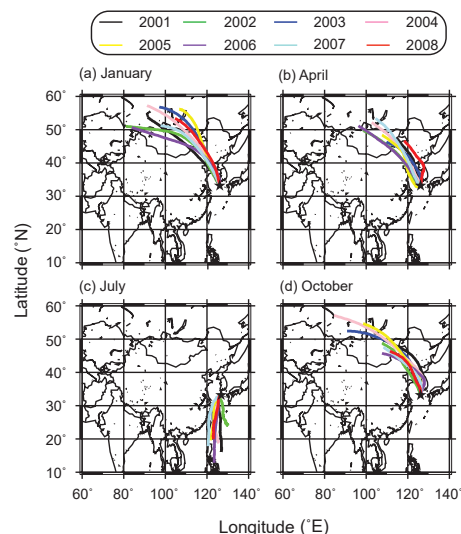 2001 2002 2003 2004
2005 2006 2007 2008
(a) January
(b) April
60˚
50˚
40˚
30˚
20˚
10˚
(c) July
(d) October
60˚
50˚
40˚
30˚
20˚
10˚
60˚ 80˚ 100˚ 120˚ 140˚
60˚ 80˚ 100˚ 120˚ 140˚
Latitude (˚N)
Longitude (˚E)